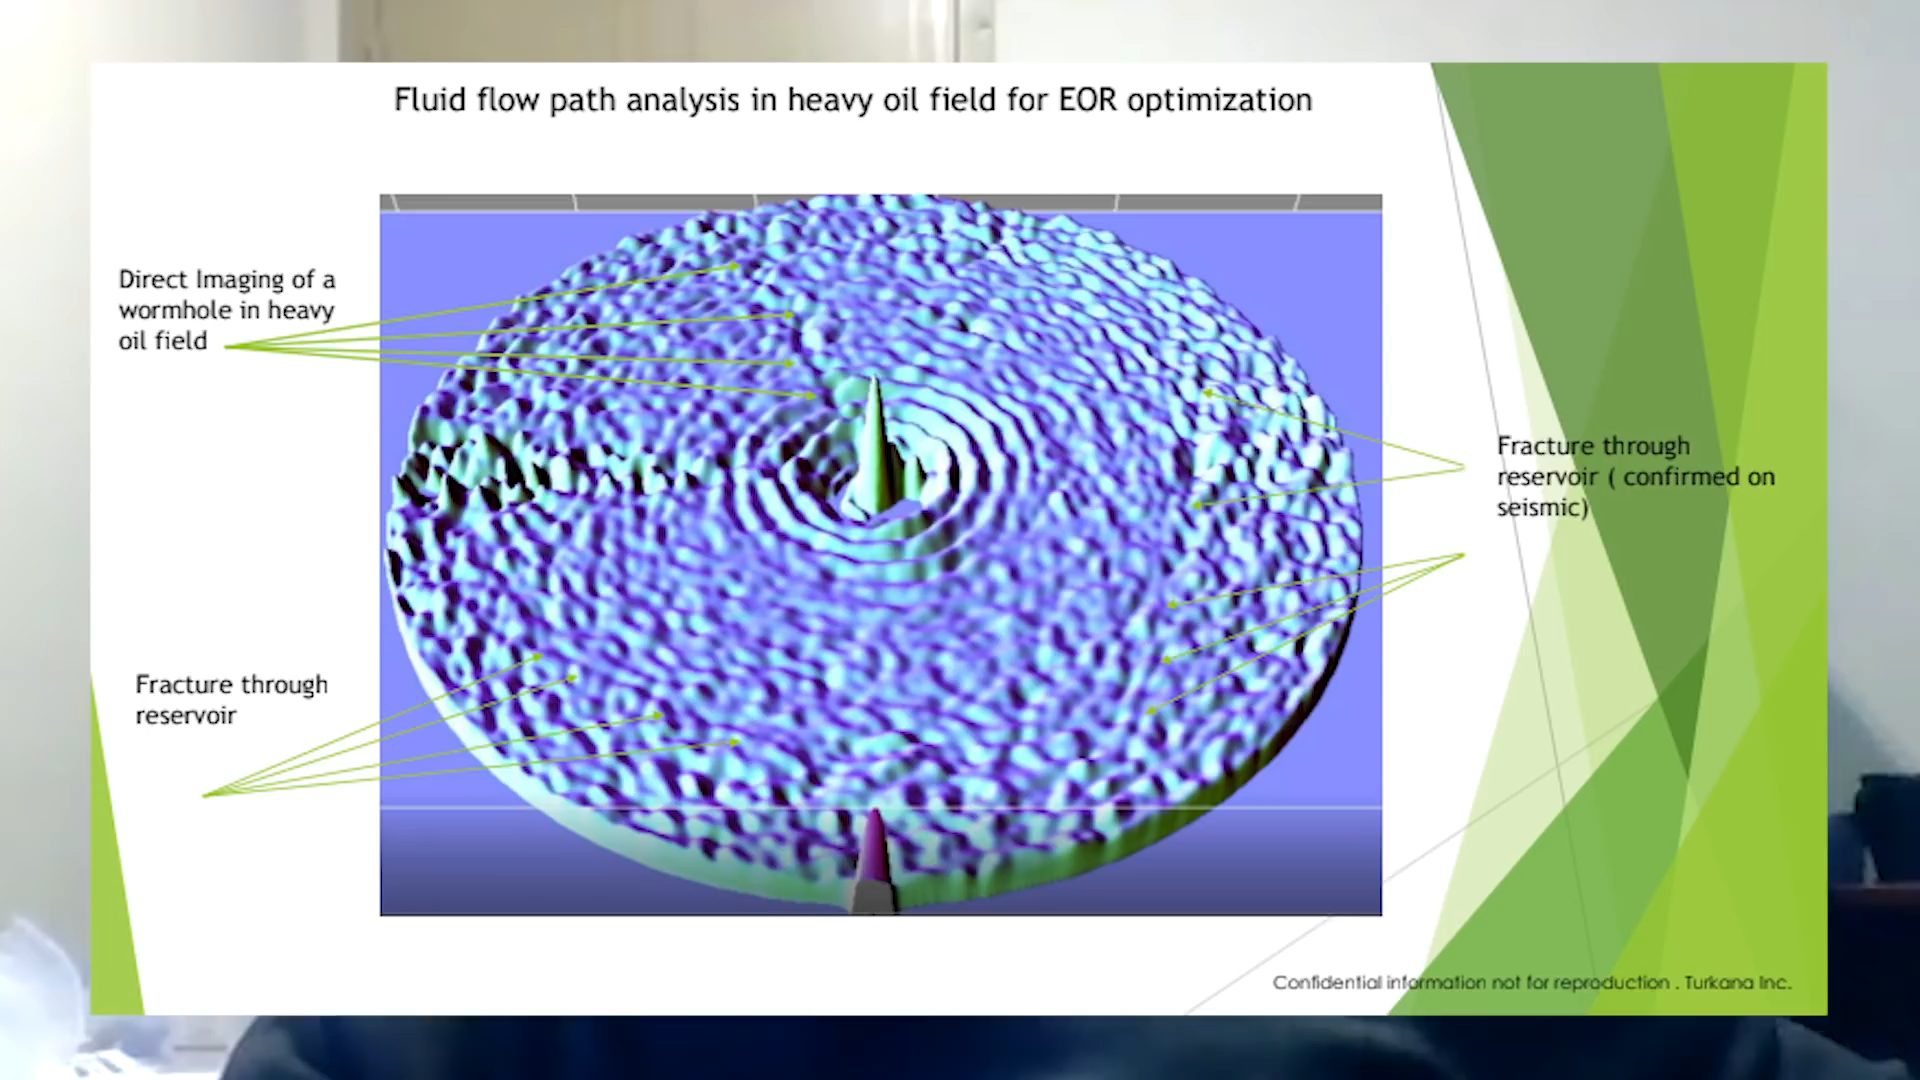 Fluid flow path analysis in heavy oil field for EOR optimization
Direct Imaging of a
wormhole in heavy
oil field
Fracture through
reservoir ( confirmed on
seismic)
Fracture through
reservoir
Confidential information not for reproduction . Turkana Inc.